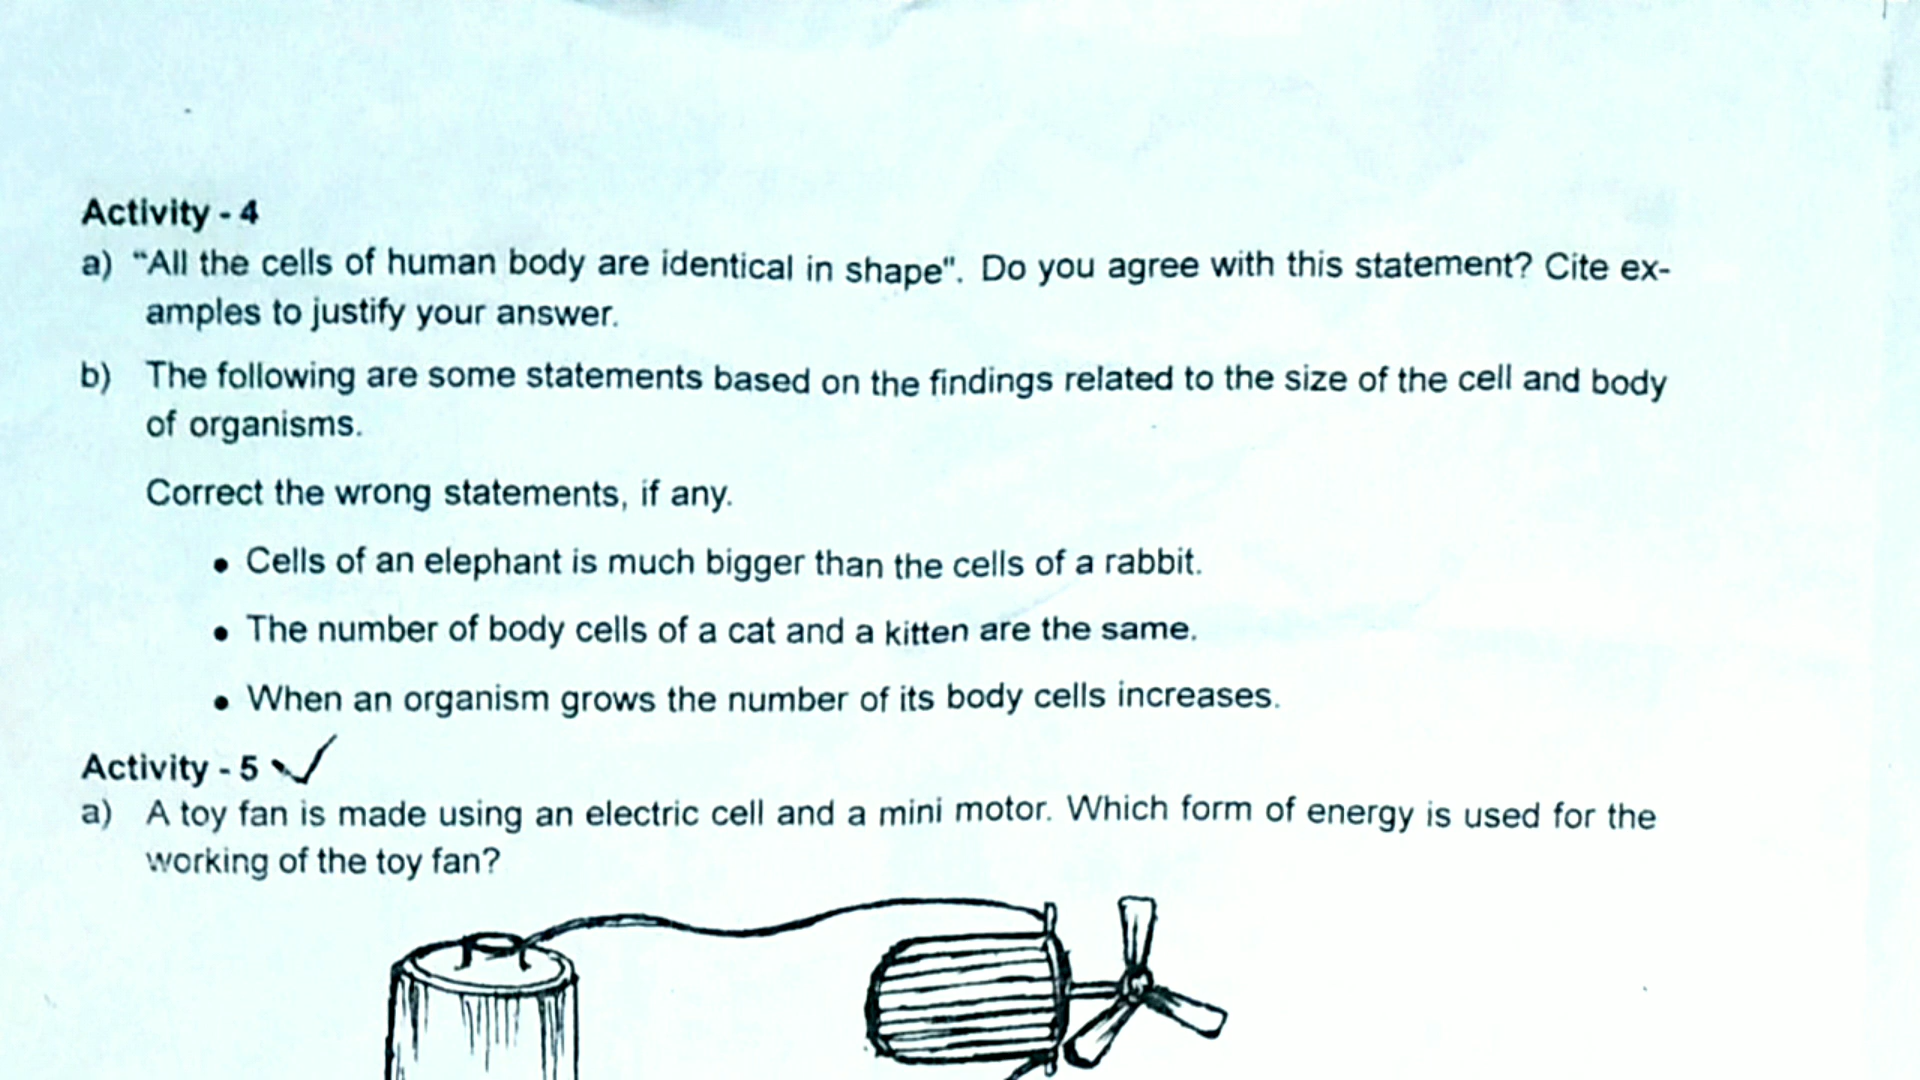 Activity - 4
a) "All the cells of human body are identical in shape". Do you agree with this statement? Cite ex-
amples to justify your answer.
b) The following are some statements based on the findings related to the size of the cell and body
of organisms.
Correct the wrong statements, if any.
• Cells of an elephant is much bigger than the cells of a rabbit.
• The number of body cells of a cat and a kitten are the same.
• When an organism grows the number of its body cells increases.
Activity - 5
a) A toy fan is made using an electric cell and a mini motor. Which form of energy is used for the
working of the toy fan?